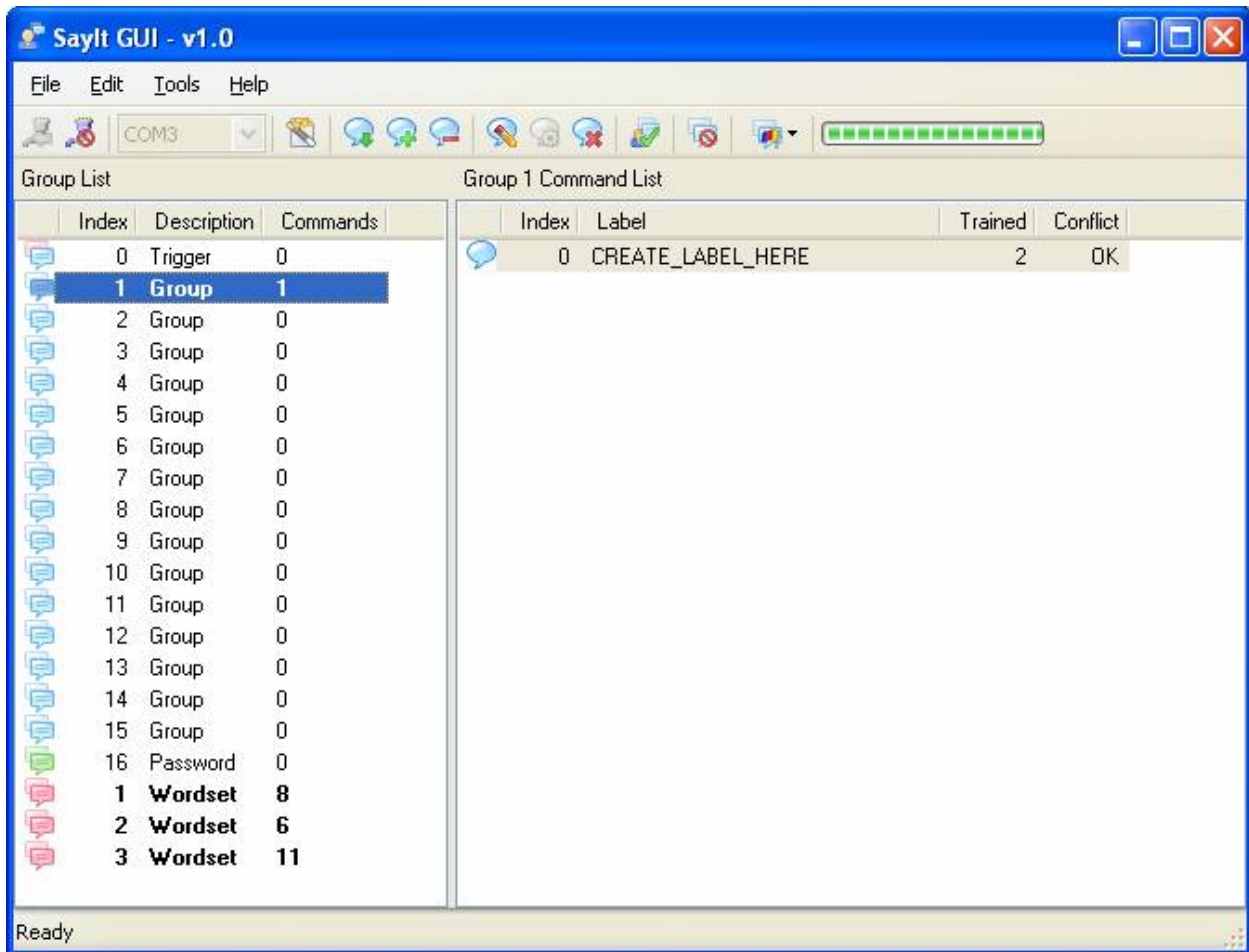 SayIt GUI - v1.0
File Edit Tools Help
COM3
Group List
Index Description Commands
0 Trigger 0
1 Group 1
2 Group 0
3 Group 0
4 Group 0
5 Group 0
6 Group 0
7 Group 0
8 Group 0
9 Group 0
10 Group 0
11 Group 0
12 Group 0
13 Group 0
14 Group 0
15 Group 0
16 Password 0
1 Wordset 8
2 Wordset 6
3 Wordset 11
Group 1 Command List
Index Label Trained Conflict
0 CREATE_LABEL_HERE 2 OK
Ready